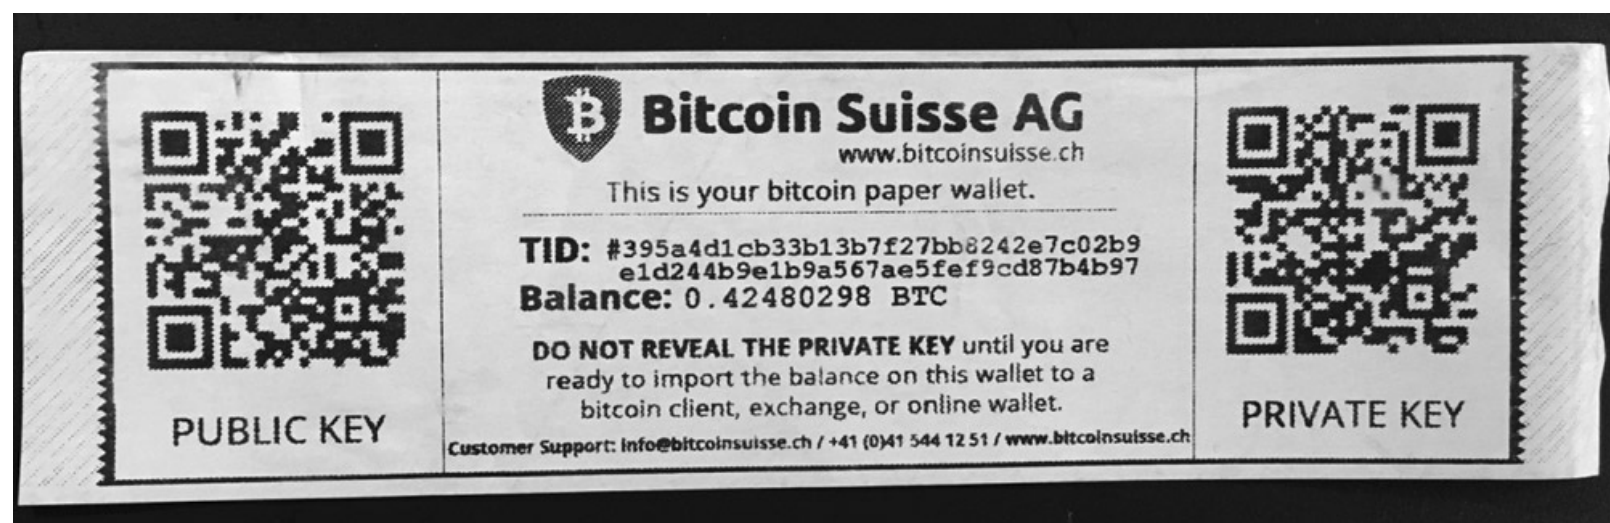 Bitcoin Suisse AG
www.bitcoinsuisse.ch
This is your bitcoin paper wallet.
TID: #395a4d1cb33b13b7f27bb8242e7c02b9
e1d244b9e1b9a567ae5fef9cd87b4b97
Balance: 0.42480298 BTC
DO NOT REVEAL THE PRIVATE KEY until you are
ready to import the balance on this wallet to a
bitcoin client, exchange, or online wallet.
Customer Support: info@bitcoinsuisse.ch / +41 (0)41 544 12 51 / www.bitcoinsuisse.ch
PUBLIC KEY
PRIVATE KEY